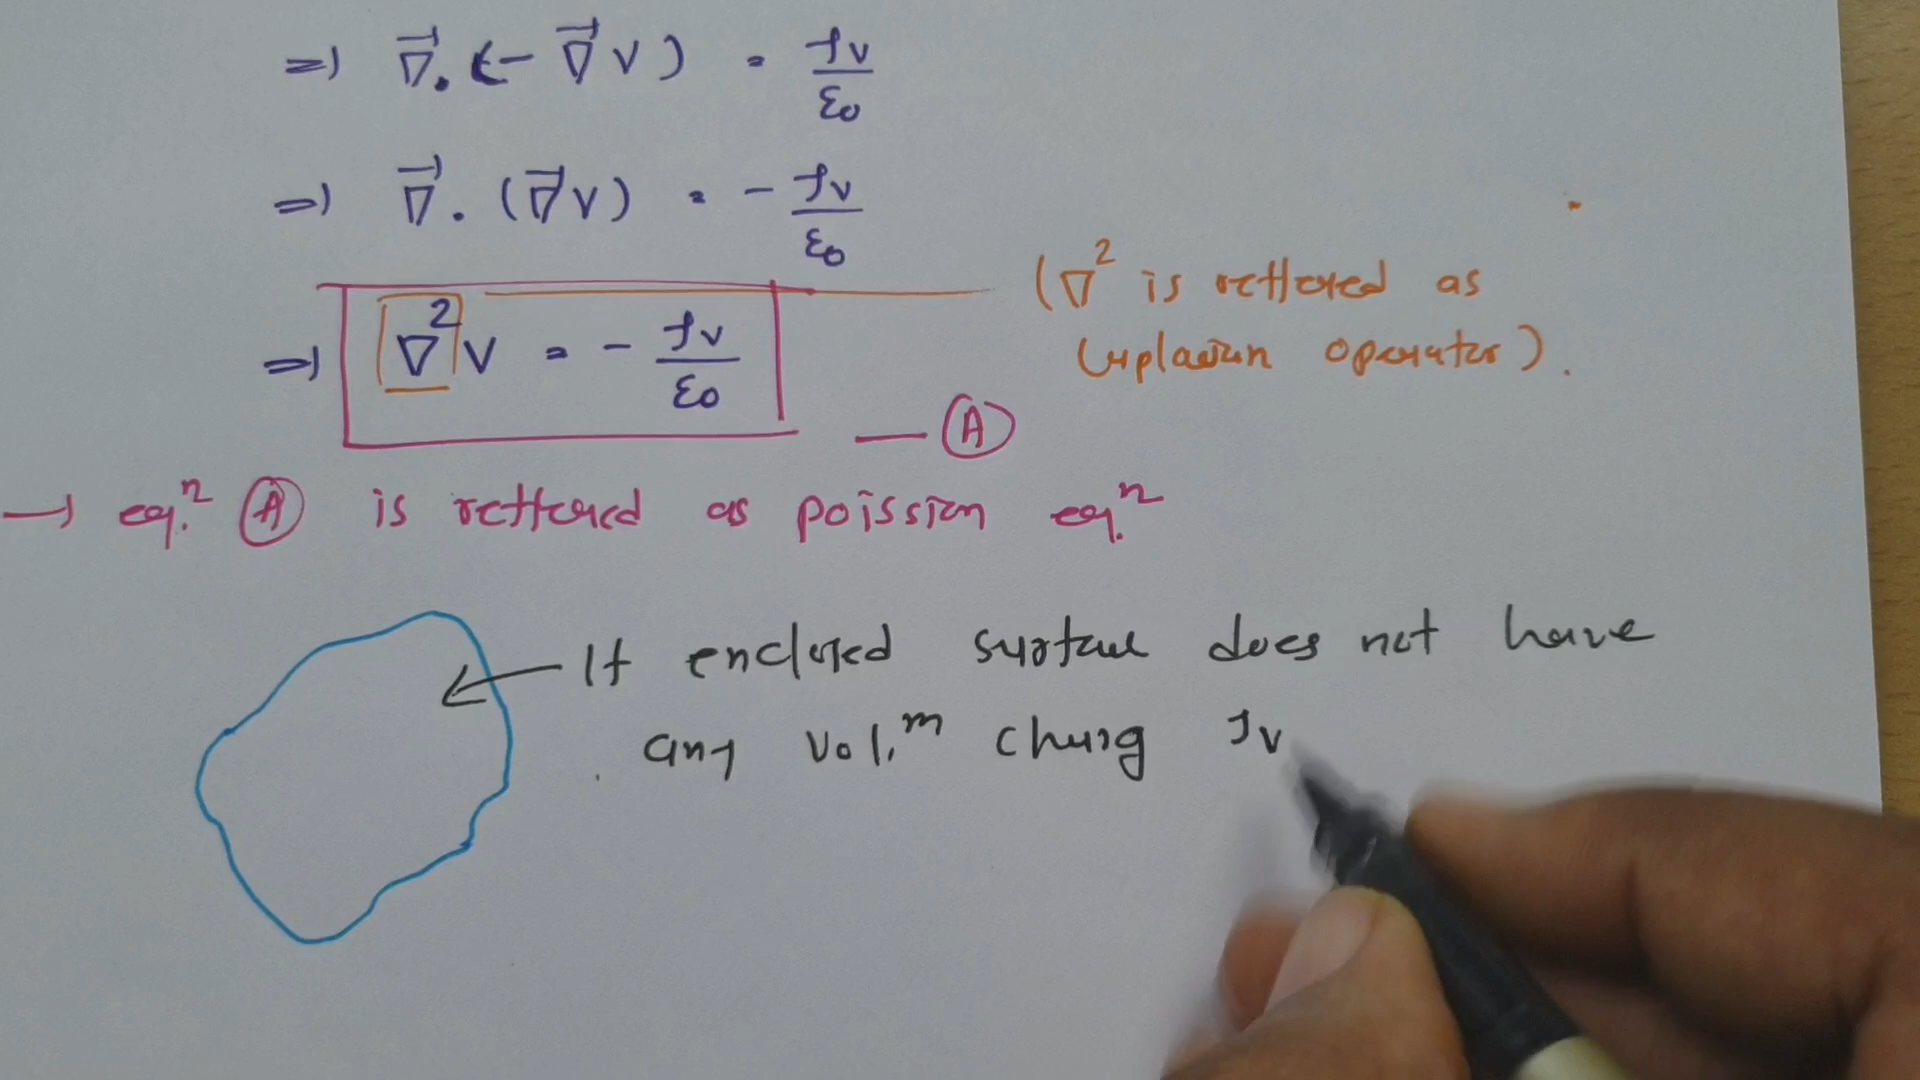 ⇒ ∇⃗.(-∇⃗V) = ρv/ε0
⇒ ∇⃗.(∇⃗V) = -ρv/ε0
⇒ ∇²V = -ρv/ε0
(∇² is reffered as
Laplacian operator).
— Ⓐ
→ eq.ⁿ Ⓐ is reffered as poission eq.ⁿ
If enclosed surface does not have
any vol.ᵐ charg ρv